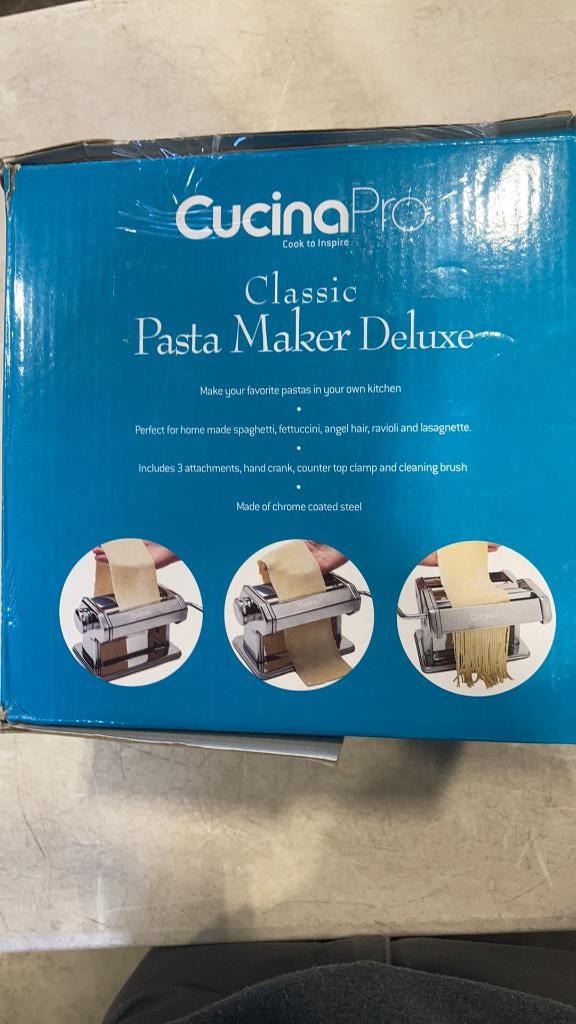 CucinaPro
Cook to Inspire
Classic
Pasta Maker Deluxe
Make your favorite pastas in your own kitchen
•
Perfect for home made spaghetti, fettuccini, angel hair, ravioli and lasagnette.
•
Includes 3 attachments, hand crank, counter top clamp and cleaning brush
•
Made of chrome coated steel